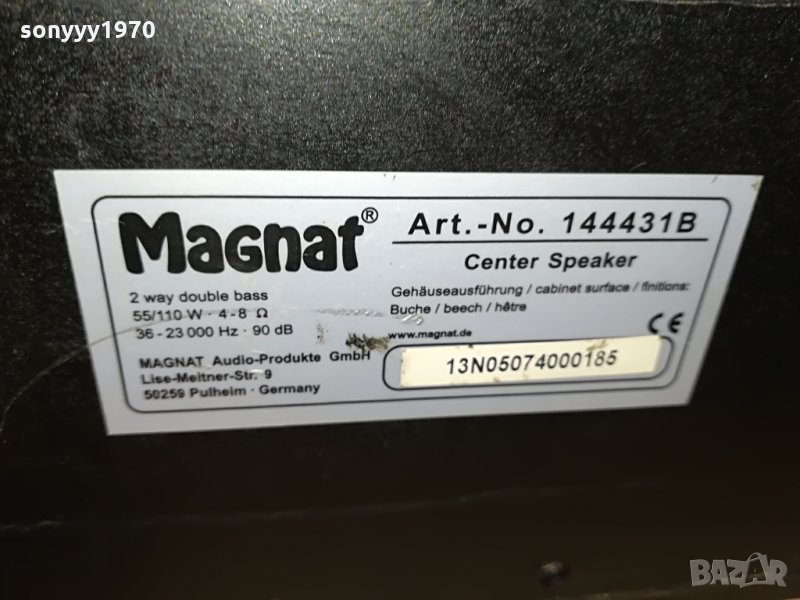 sonyyy1970
Magnat®
Art.-No. 144431B
Center Speaker
2 way double bass
55/110 W · 4-8 Ω
36-23 000 Hz · 90 dB
Gehäuseausführung / cabinet surface / finitions:
Buche / beech / hêtre
www.magnat.de
CE
MAGNAT Audio-Produkte GmbH
Lise-Meitner-Str. 9
50259 Pulheim · Germany
13N05074000185
BAZAR